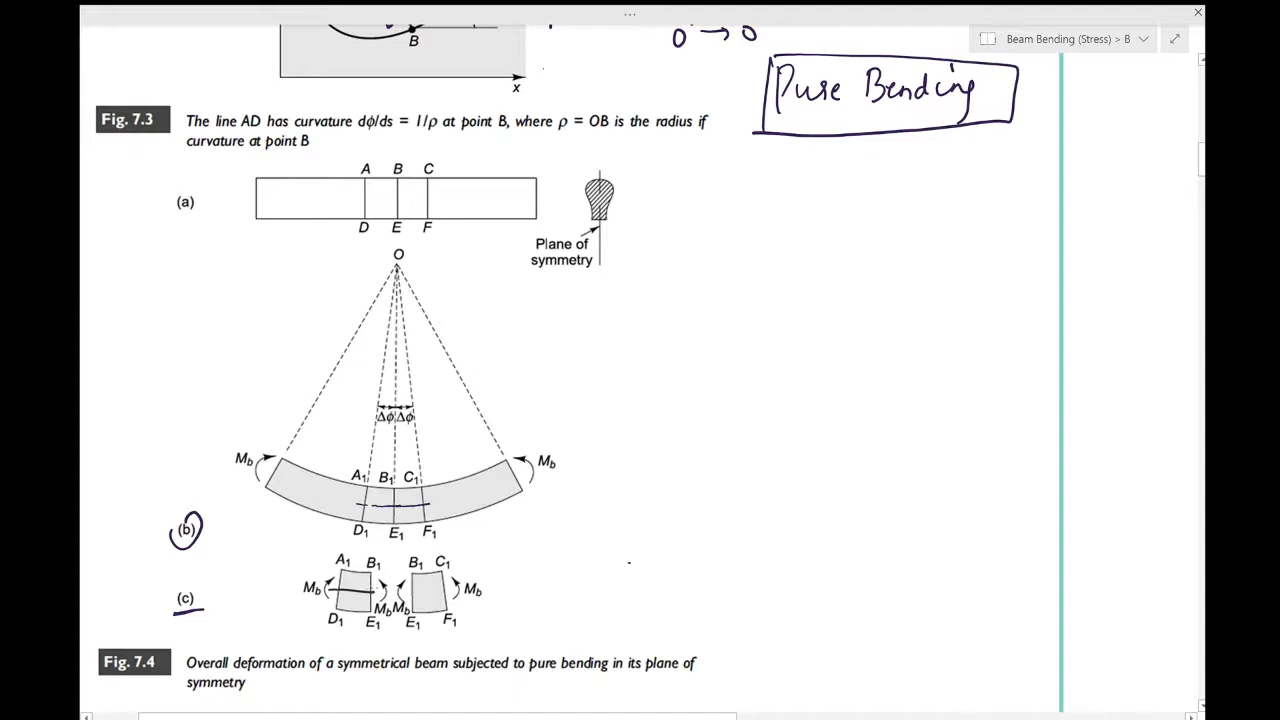 ...
B
x
0 → 0
Beam Bending (Stress) > B
Pure Bending
Fig. 7.3
The line AD has curvature dϕ/ds = 1/ρ at point B, where ρ = OB is the radius if
curvature at point B
A B C
(a)
D E F
Plane of
symmetry
O
Δϕ Δϕ
Mb Mb
A1 B1 C1
(b)
D1 E1 F1
A1 B1 B1 C1
Mb Mb
(c)
Mb Mb
D1 E1 E1 F1
Fig. 7.4
Overall deformation of a symmetrical beam subjected to pure bending in its plane of
symmetry